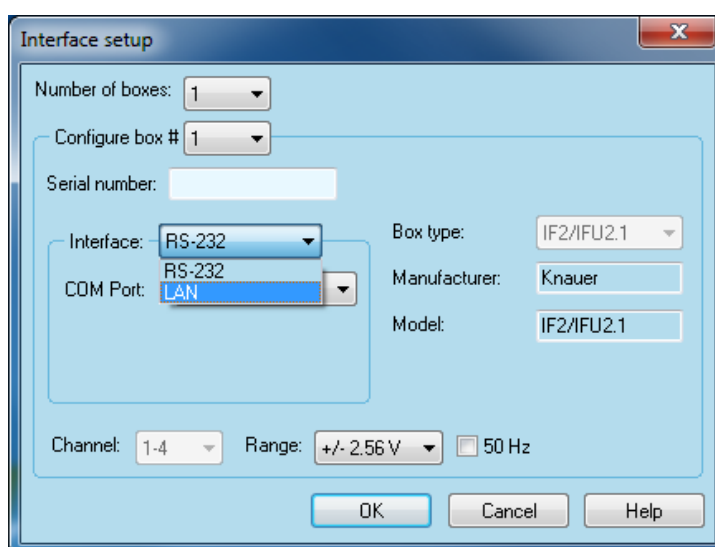 Interface setup
Number of boxes: 1
Configure box # 1
Serial number:
Interface: RS-232
RS-232
LAN
COM Port:
Box type: IF2/IFU2.1
Manufacturer: Knauer
Model: IF2/IFU2.1
Channel: 1-4 Range: +/- 2.56 V 50 Hz
OK Cancel Help